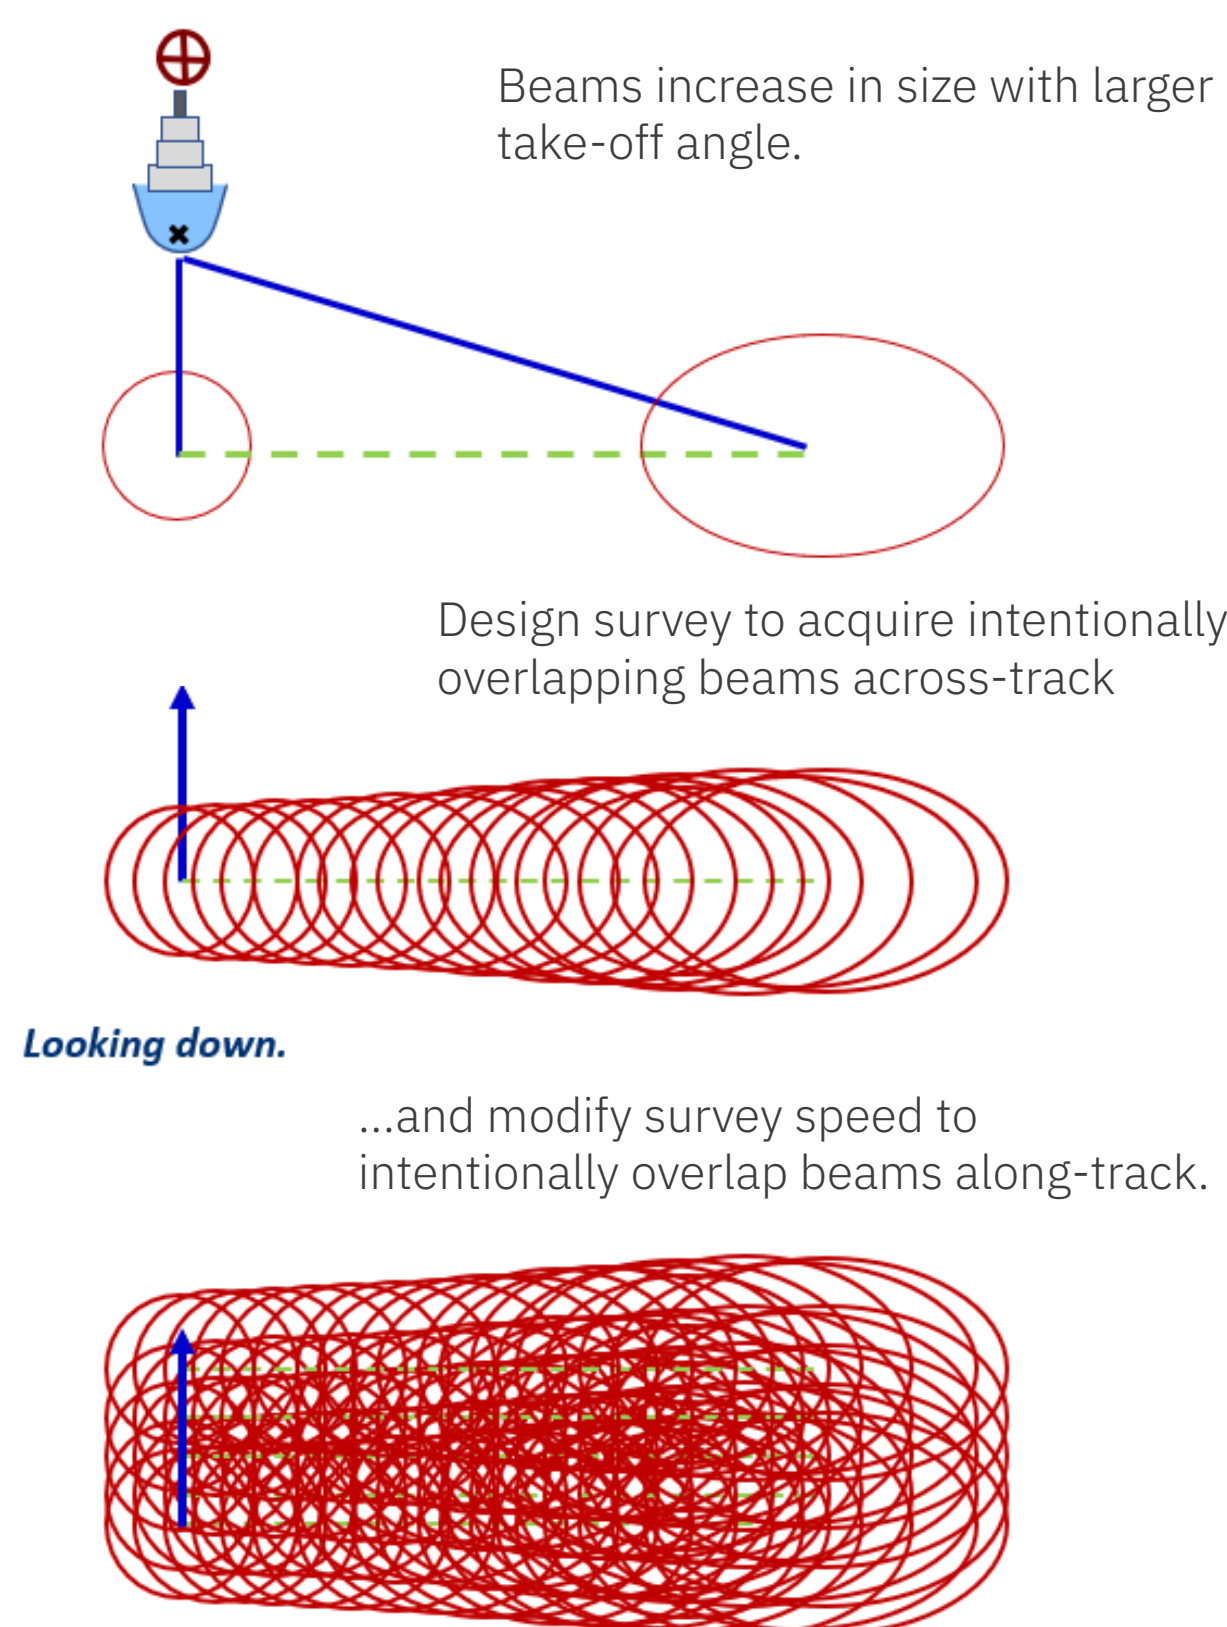 Beams increase in size with larger
take-off angle.
Design survey to acquire intentionally
overlapping beams across-track
Looking down.
...and modify survey speed to
intentionally overlap beams along-track.